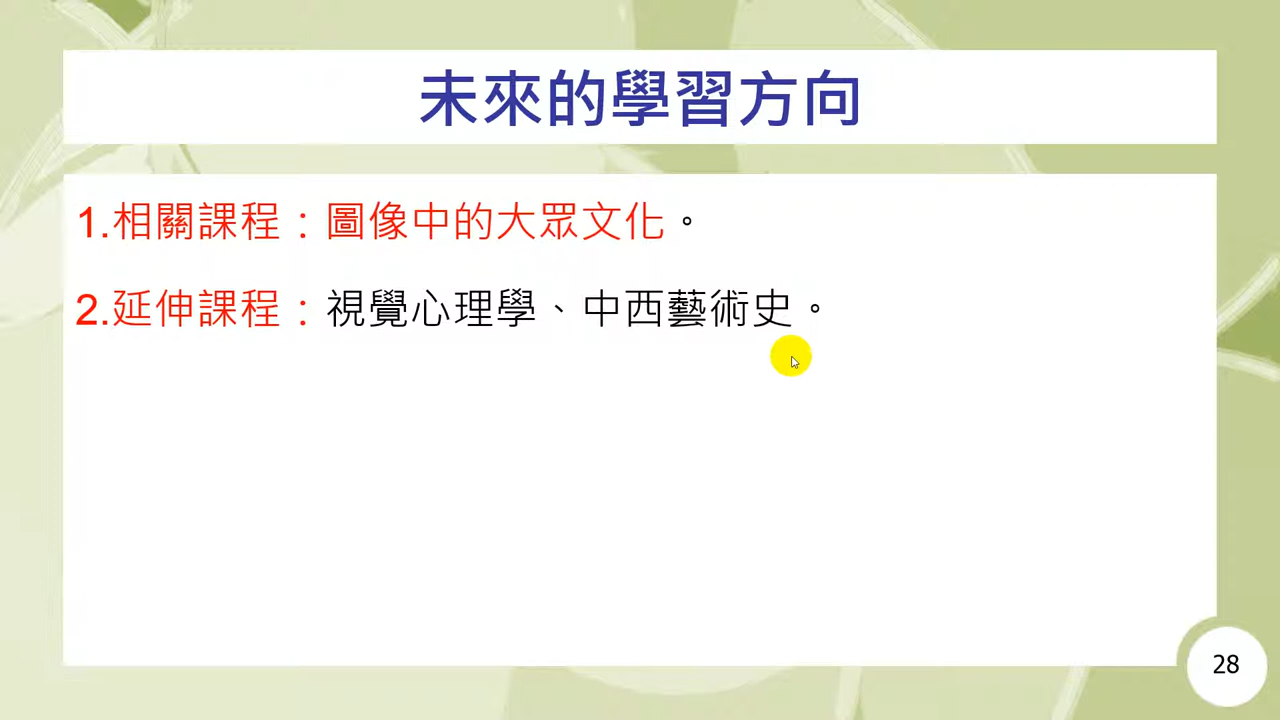 未來的學習方向
1.相關課程：圖像中的大眾文化。
2.延伸課程：視覺心理學、中西藝術史。
28